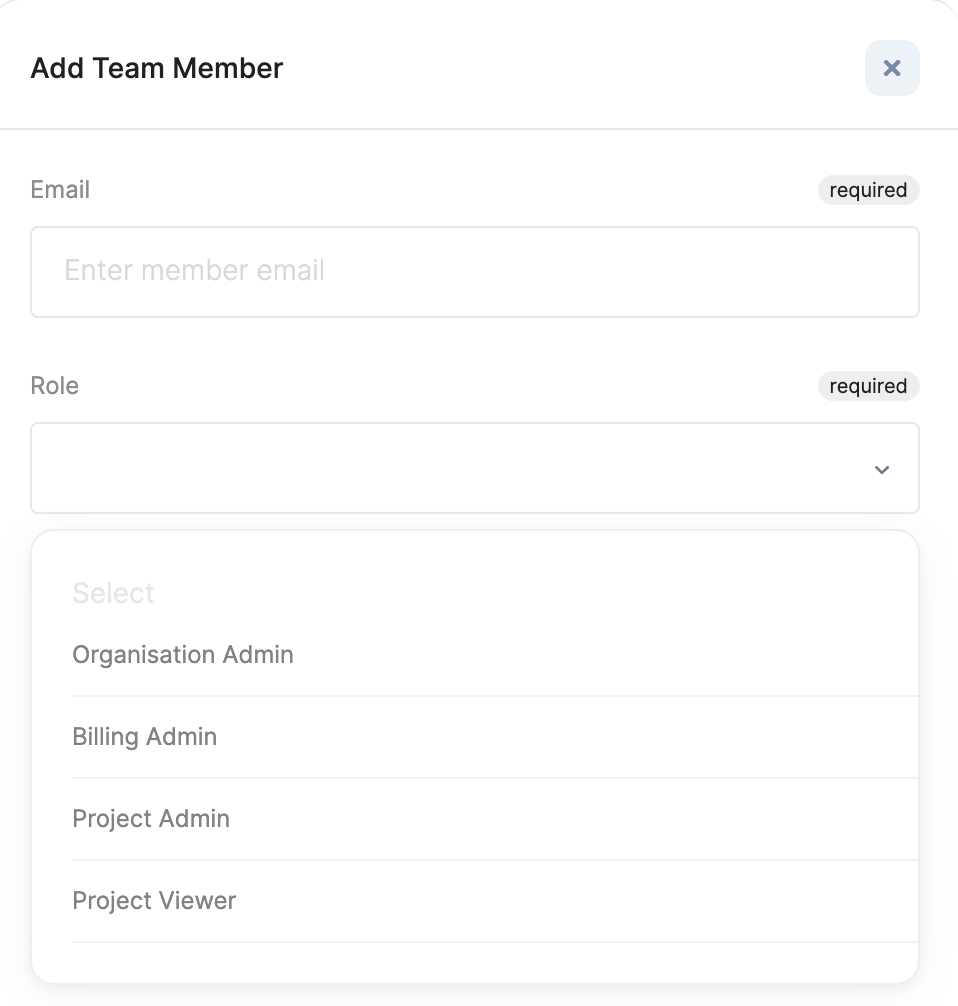 Add Team Member
Email required
Enter member email
Role required
Select
Organisation Admin
Billing Admin
Project Admin
Project Viewer